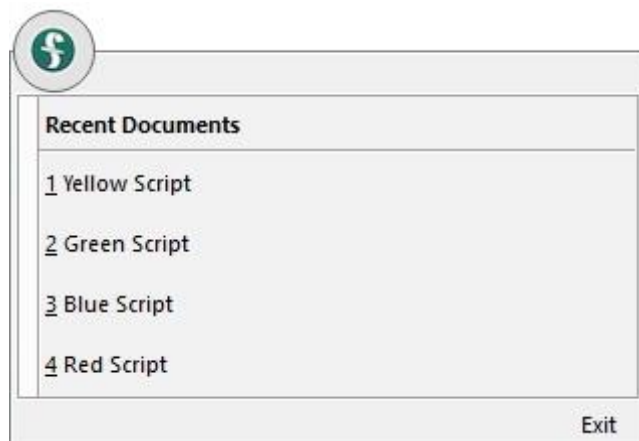 Recent Documents
1 Yellow Script
2 Green Script
3 Blue Script
4 Red Script
Exit